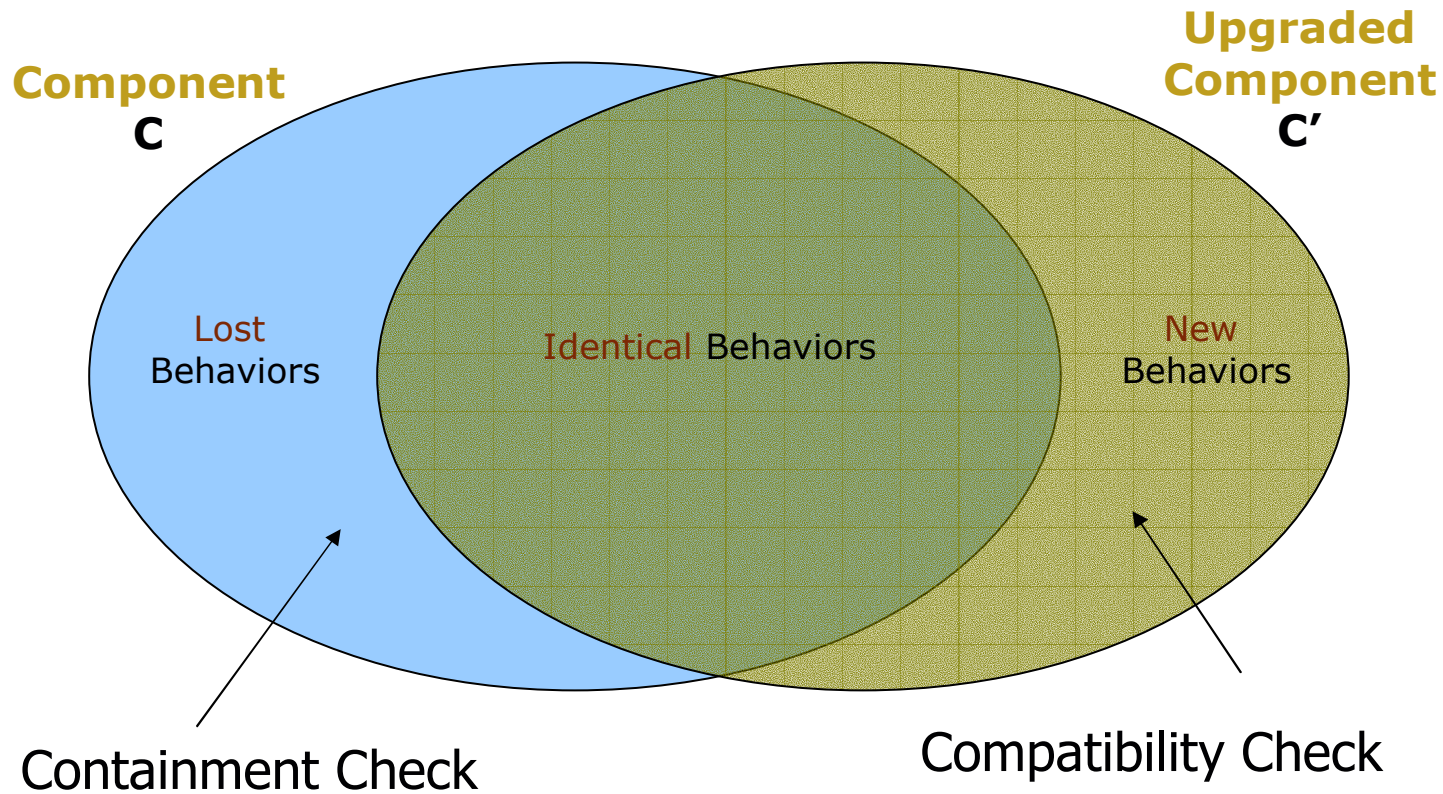 Component
C
Upgraded
Component
C’
Lost
Behaviors
Identical Behaviors
New
Behaviors
Containment Check
Compatibility Check